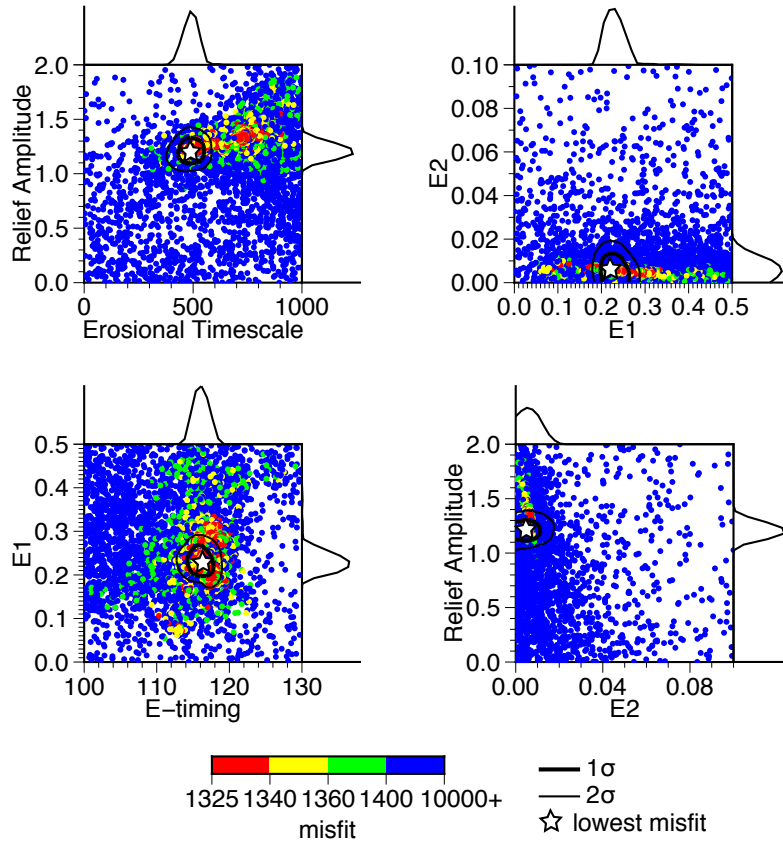 2.0
1.5
1.0
0.5
0.0
Relief Amplitude
0
500
1000
Erosional Timescale
0.10
0.08
0.06
0.04
0.02
0.00
E2
0.0
0.1
0.2
0.3
0.4
0.5
E1
0.5
0.4
0.3
0.2
0.1
0.0
E1
100
110
120
130
E−timing
2.0
1.5
1.0
0.5
0.0
Relief Amplitude
0.00
0.04
0.08
E2
1325 1340 1360 1400 10000+
misfit
1σ
2σ
lowest misfit